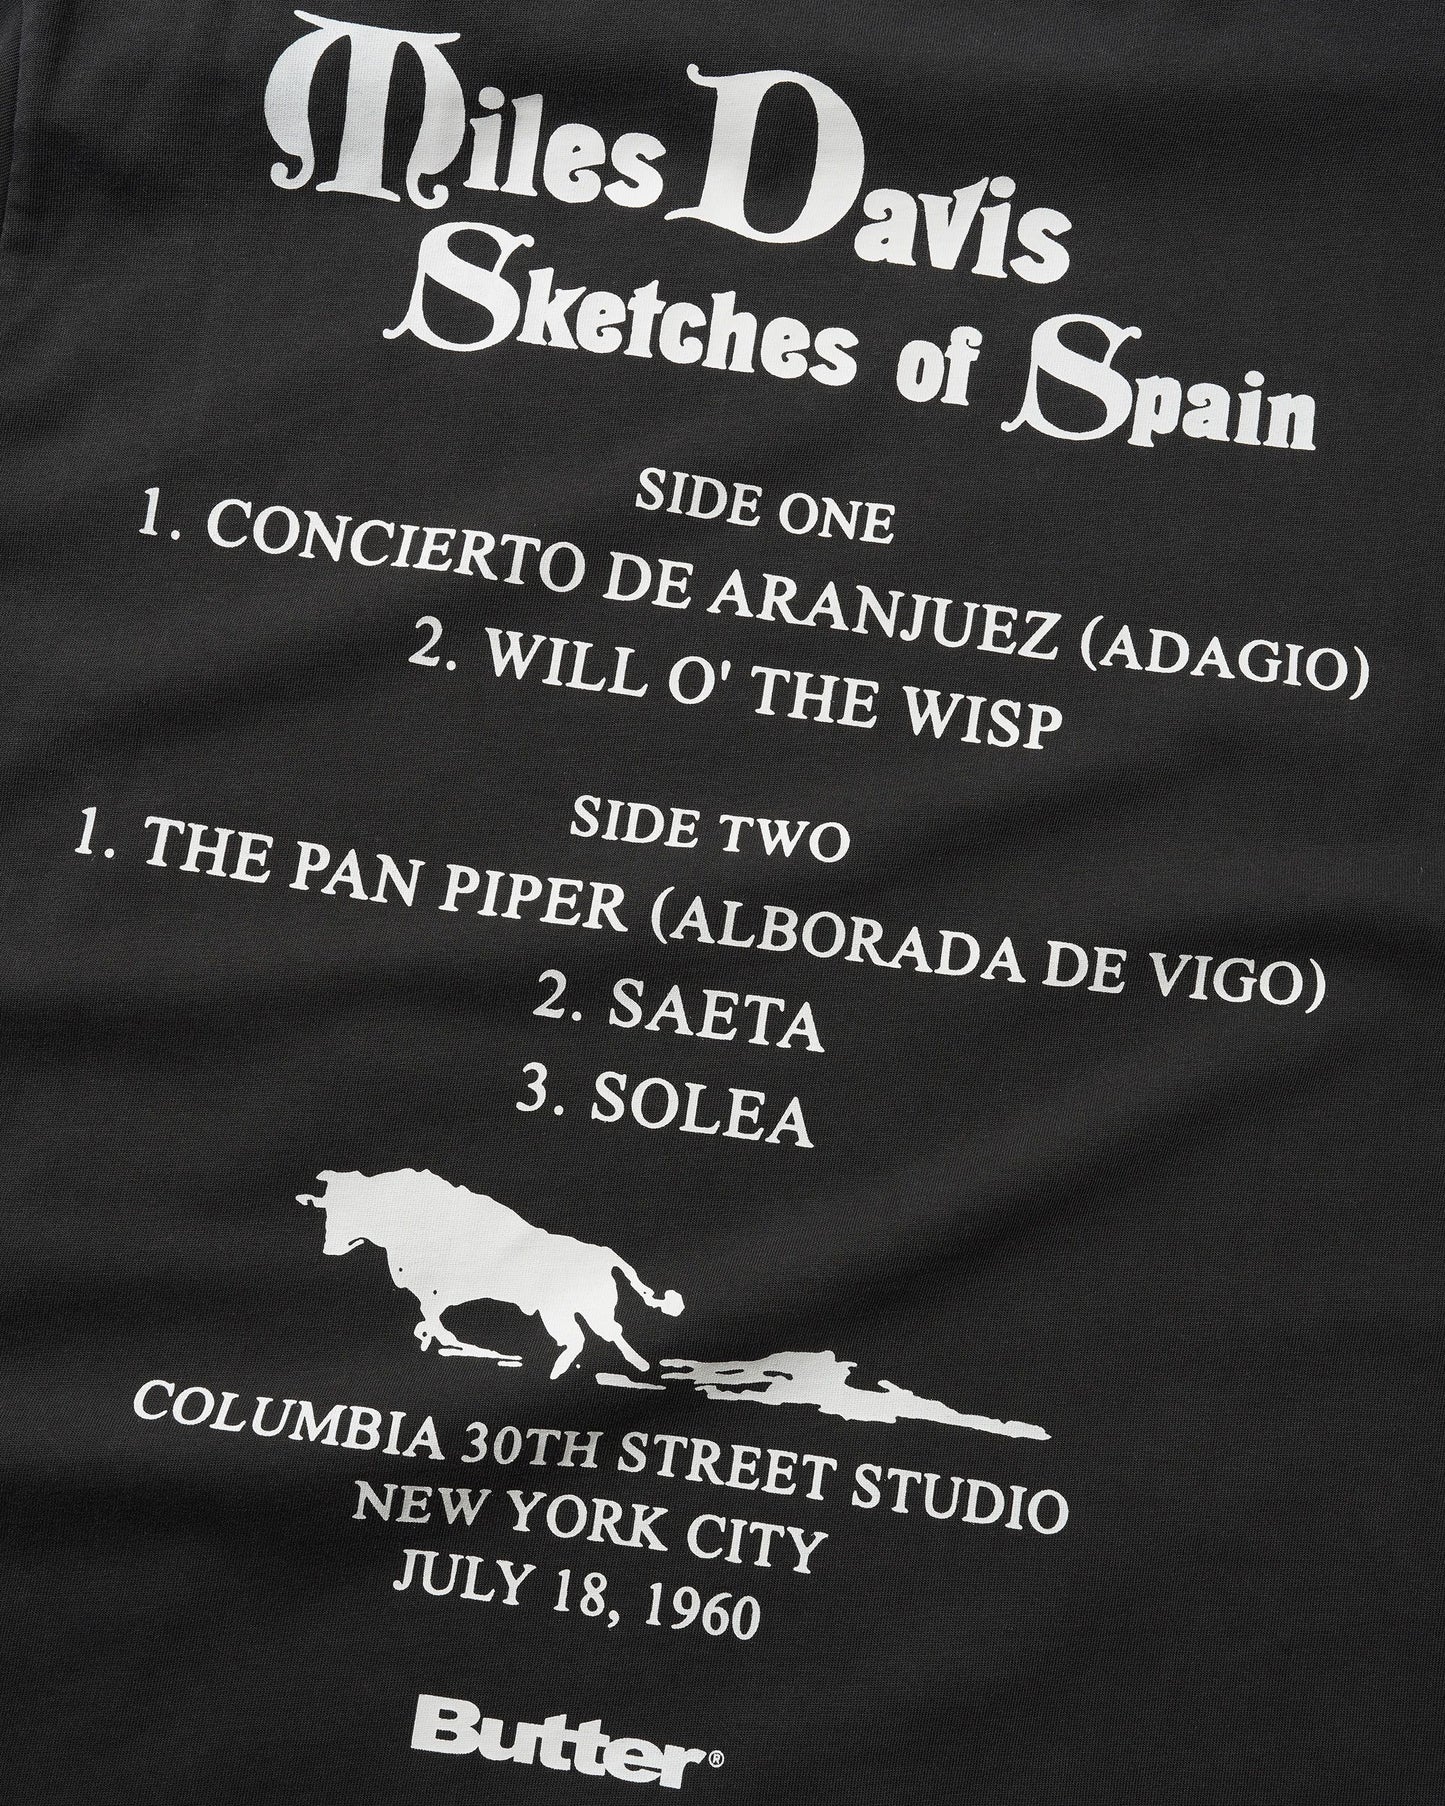 Miles Davis
Sketches of Spain
SIDE ONE
1. CONCIERTO DE ARANJUEZ (ADAGIO)
2. WILL O' THE WISP
SIDE TWO
1. THE PAN PIPER (ALBORADA DE VIGO)
2. SAETA
3. SOLEA
COLUMBIA 30TH STREET STUDIO
NEW YORK CITY
JULY 18, 1960
Butter®